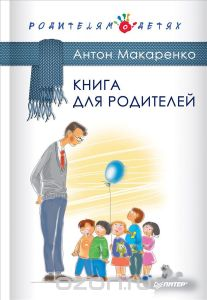 РОДИТЕЛЯМ О ДЕТЯХ
Антон Макаренко
КНИГА
ДЛЯ РОДИТЕЛЕЙ
ПИТЕР